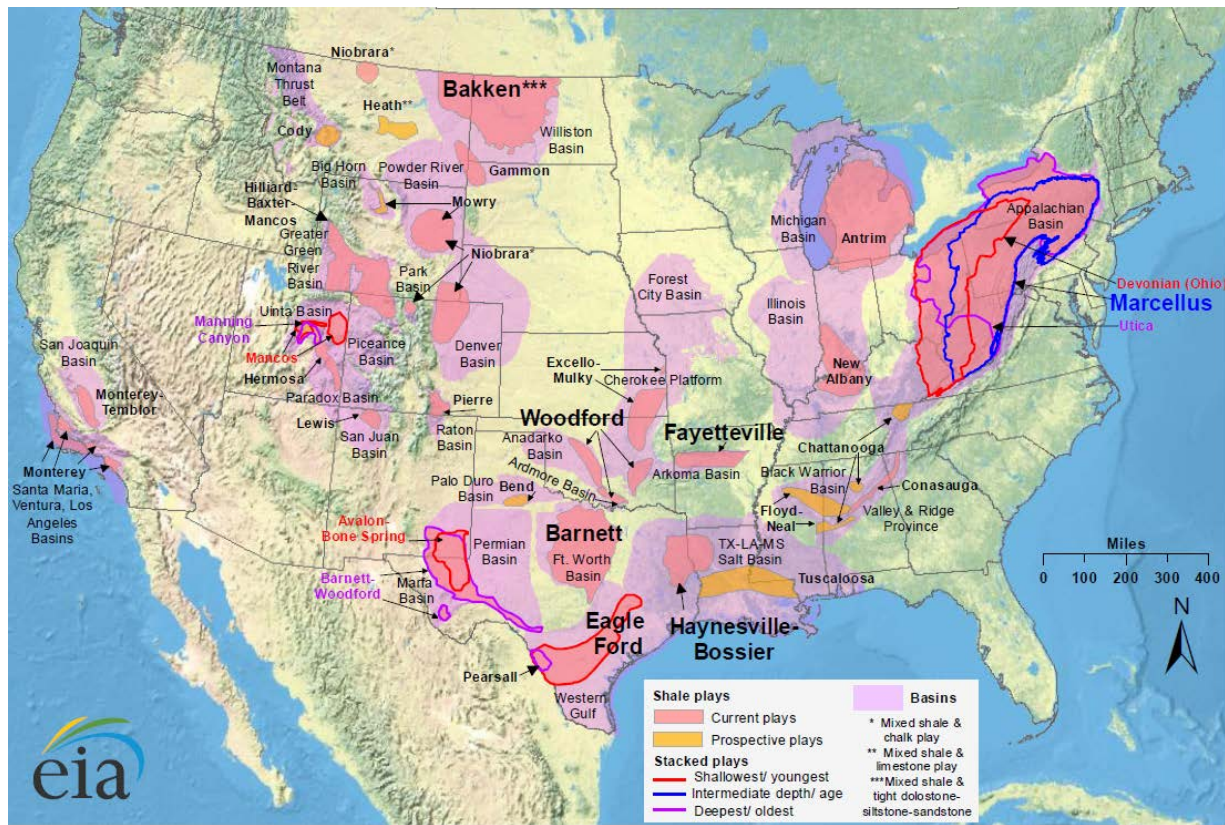 Niobrara*
Montana
Thrust
Belt
Bakken***
Heath**
Cody
Williston
Basin
Big Horn
Basin
Powder River
Basin
Gammon
Hilliard-
Baxter-
Mancos
Mowry
Greater
Green
River
Basin
Niobrara*
Park
Basin
Michigan
Basin
Antrim
Appalachian
Basin
Devonian (Ohio)
Marcellus
Utica
Forest
City Basin
Illinois
Basin
Uinta Basin
Manning
Canyon
Mancos
Piceance
Basin
Denver
Basin
San Joaquin
Basin
Hermosa
Excello-
Mulky
Cherokee Platform
New
Albany
Monterey-
Temblor
Paradox Basin
Pierre
Lewis
San Juan
Basin
Raton
Basin
Woodford
Anadarko
Basin
Fayetteville
Chattanooga
Arkoma Basin
Black Warrior
Basin
Ardmore Basin
Monterey
Santa Maria,
Ventura, Los
Angeles
Basins
Palo Duro
Basin
Bend
Conasauga
Floyd-
Neal
Valley & Ridge
Province
Avalon-
Bone Spring
Permian
Basin
Barnett
Ft. Worth
Basin
TX-LA-MS
Salt Basin
Tuscaloosa
Barnett-
Woodford
Marfa
Basin
Eagle
Ford
Haynesville-
Bossier
Pearsall
Western
Gulf
Miles
0 100 200 300 400
N
Shale plays
Current plays
Prospective plays
Stacked plays
Shallowest/ youngest
Intermediate depth/ age
Deepest/ oldest
Basins
* Mixed shale &
chalk play
** Mixed shale &
limestone play
***Mixed shale &
tight dolostone-
siltstone-sandstone
eia